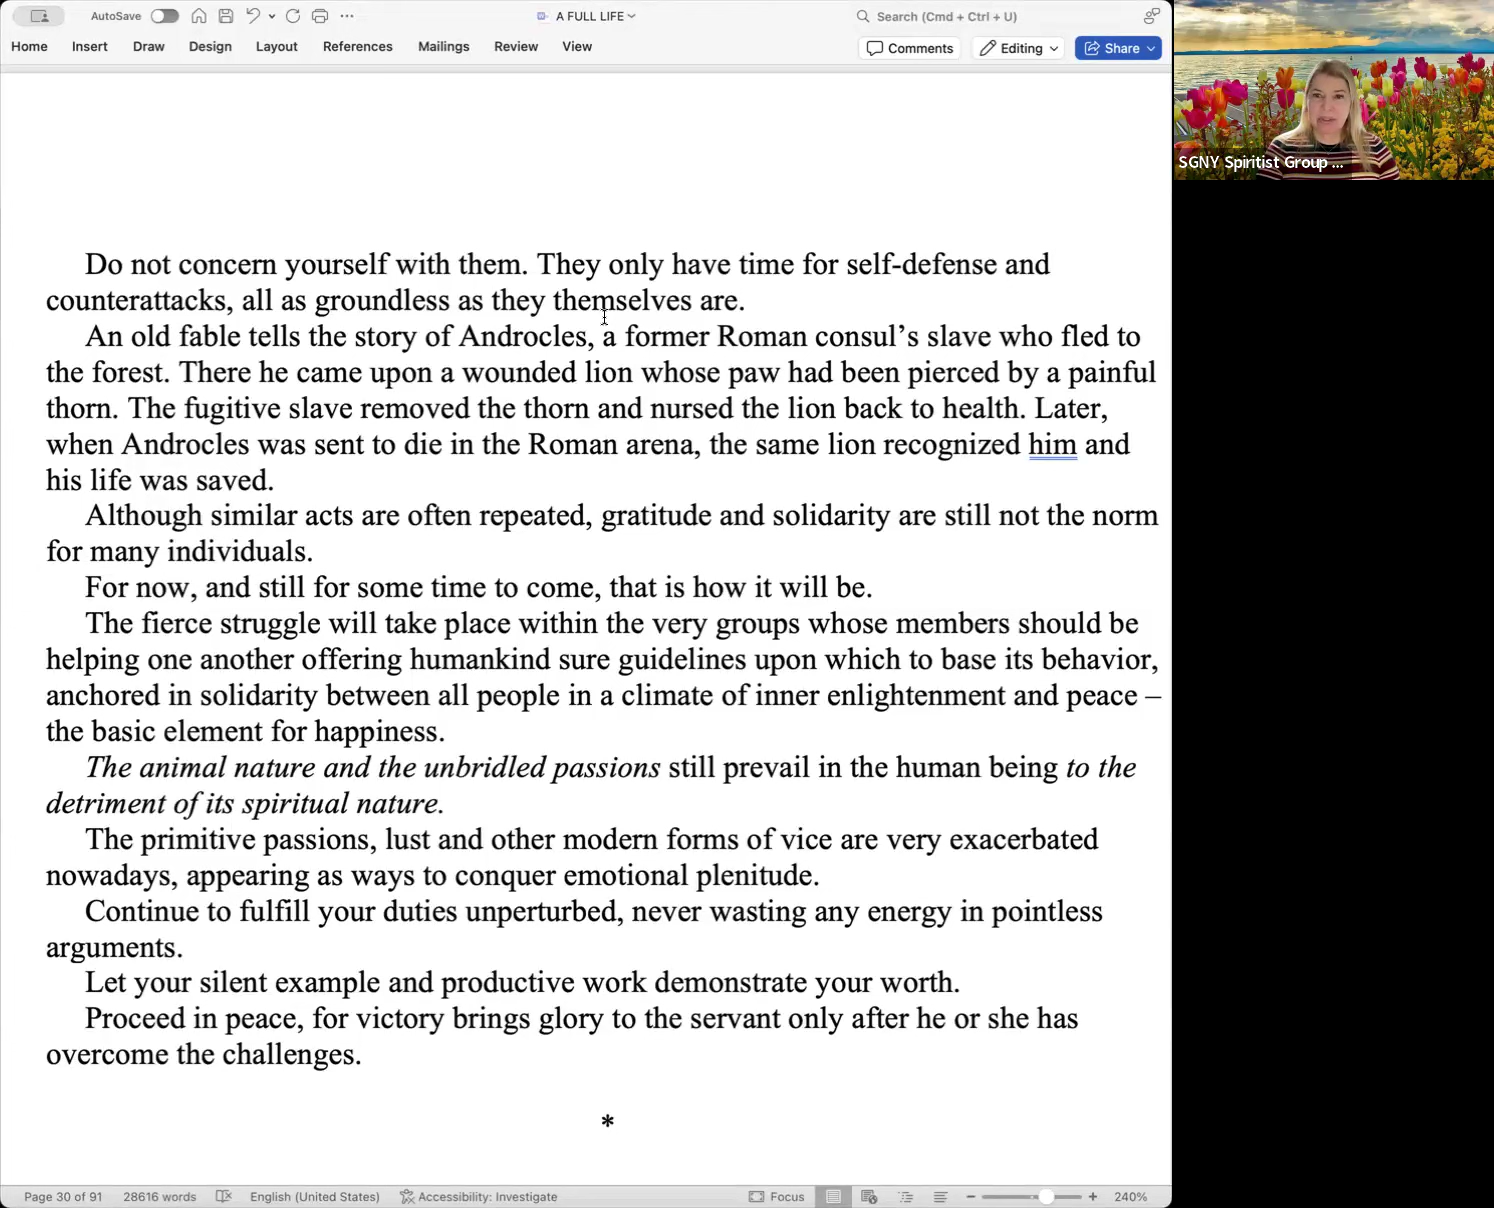 AutoSave
A FULL LIFE
Search (Cmd + Ctrl + U)
Home Insert Draw Design Layout References Mailings Review View
Comments Editing Share
SGNY Spiritist Group ...
Do not concern yourself with them. They only have time for self-defense and
counterattacks, all as groundless as they themselves are.
An old fable tells the story of Androcles, a former Roman consul’s slave who fled to
the forest. There he came upon a wounded lion whose paw had been pierced by a painful
thorn. The fugitive slave removed the thorn and nursed the lion back to health. Later,
when Androcles was sent to die in the Roman arena, the same lion recognized him and
his life was saved.
Although similar acts are often repeated, gratitude and solidarity are still not the norm
for many individuals.
For now, and still for some time to come, that is how it will be.
The fierce struggle will take place within the very groups whose members should be
helping one another offering humankind sure guidelines upon which to base its behavior,
anchored in solidarity between all people in a climate of inner enlightenment and peace –
the basic element for happiness.
The animal nature and the unbridled passions still prevail in the human being to the
detriment of its spiritual nature.
The primitive passions, lust and other modern forms of vice are very exacerbated
nowadays, appearing as ways to conquer emotional plenitude.
Continue to fulfill your duties unperturbed, never wasting any energy in pointless
arguments.
Let your silent example and productive work demonstrate your worth.
Proceed in peace, for victory brings glory to the servant only after he or she has
overcome the challenges.
*
Page 30 of 91 28616 words English (United States) Accessibility: Investigate Focus 240%